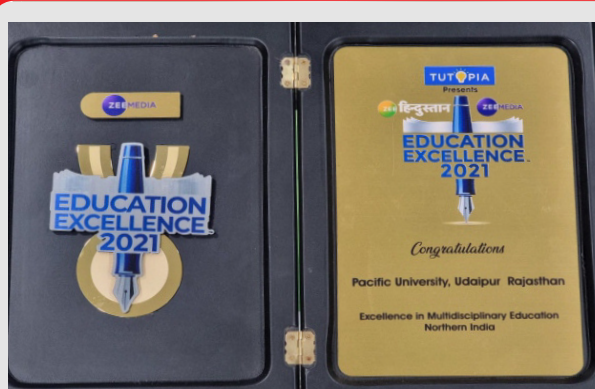 ZEE MEDIA
EDUCATION
EXCELLENCE
2021
TUTOPIA
Presents
ZEE हिन्दुस्तान ZEE MEDIA
EDUCATION
EXCELLENCE
2021
Congratulations
Pacific University, Udaipur Rajasthan
Excellence in Multidisciplinary Education
Northern India